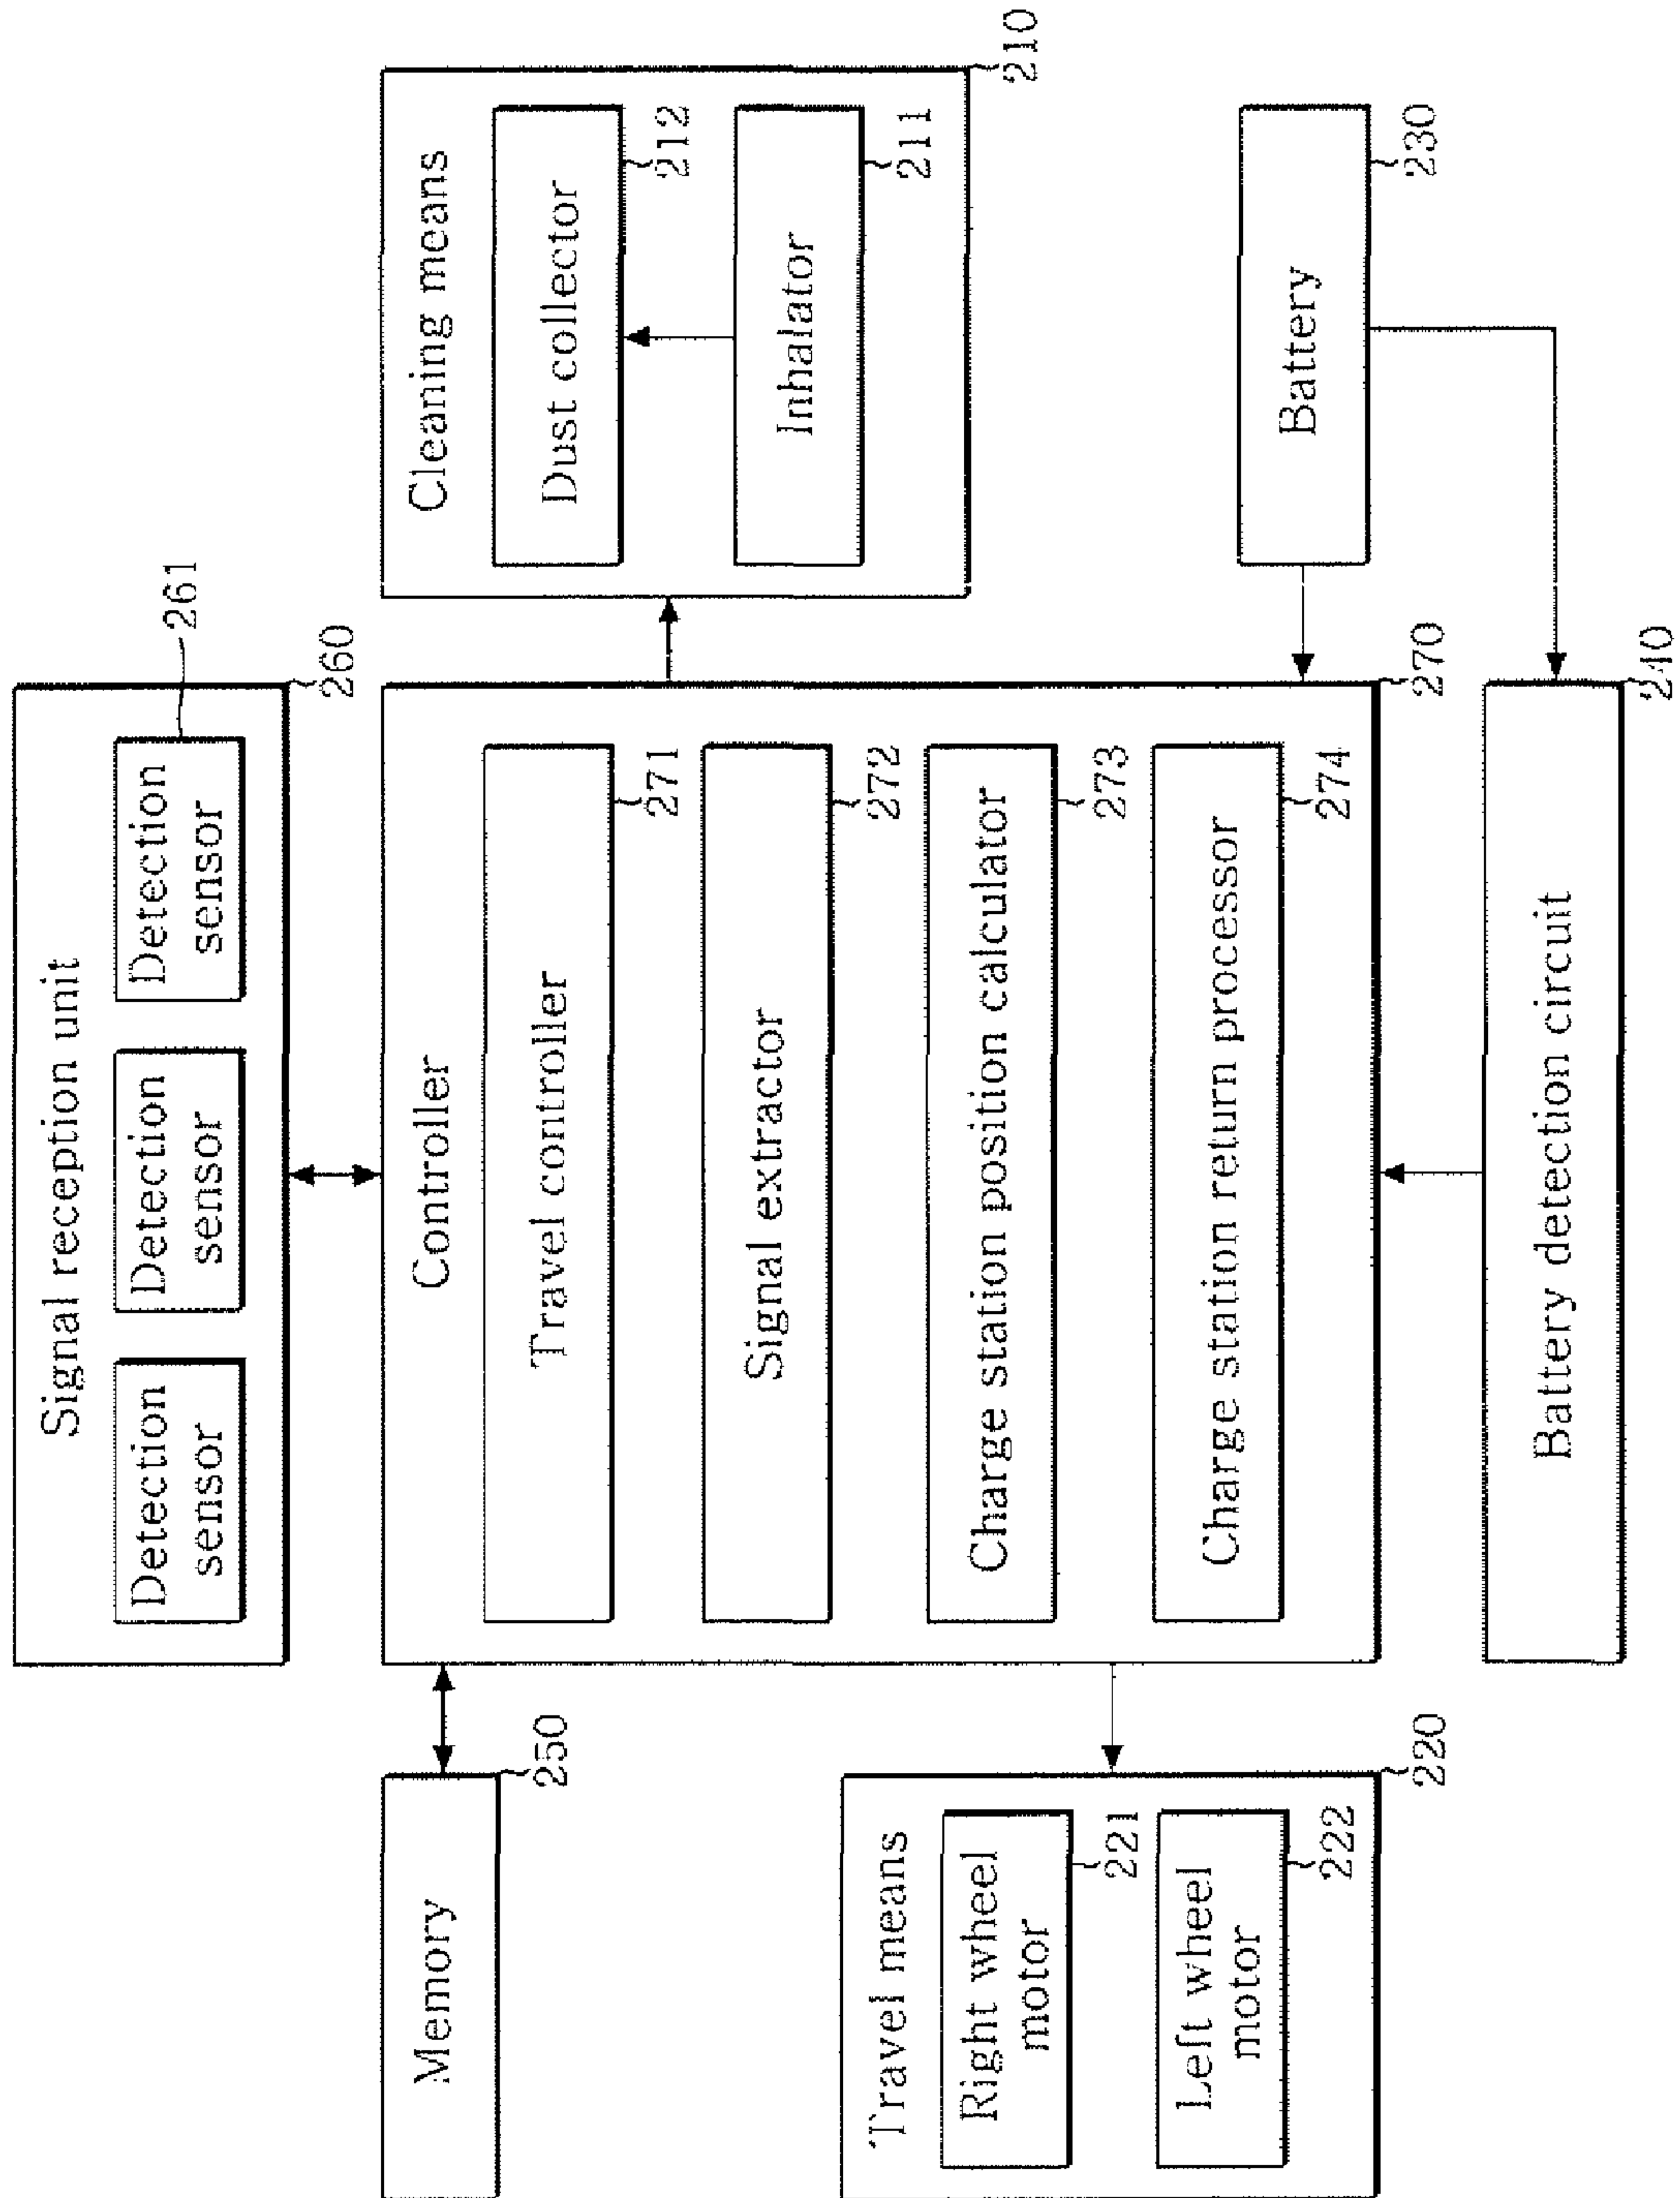 Signal reception unit
Detection
sensor
Detection
sensor
Detection
sensor
261
260
Memory
250
Controller
Travel controller
271
Signal extractor
272
Charge station position calculator
273
Charge station return processor
274
270
Cleaning means
Dust collector
212
Inhalator
211
210
Travel means
Right wheel
motor
221
Left wheel
motor
222
220
Battery
230
Battery detection circuit
240